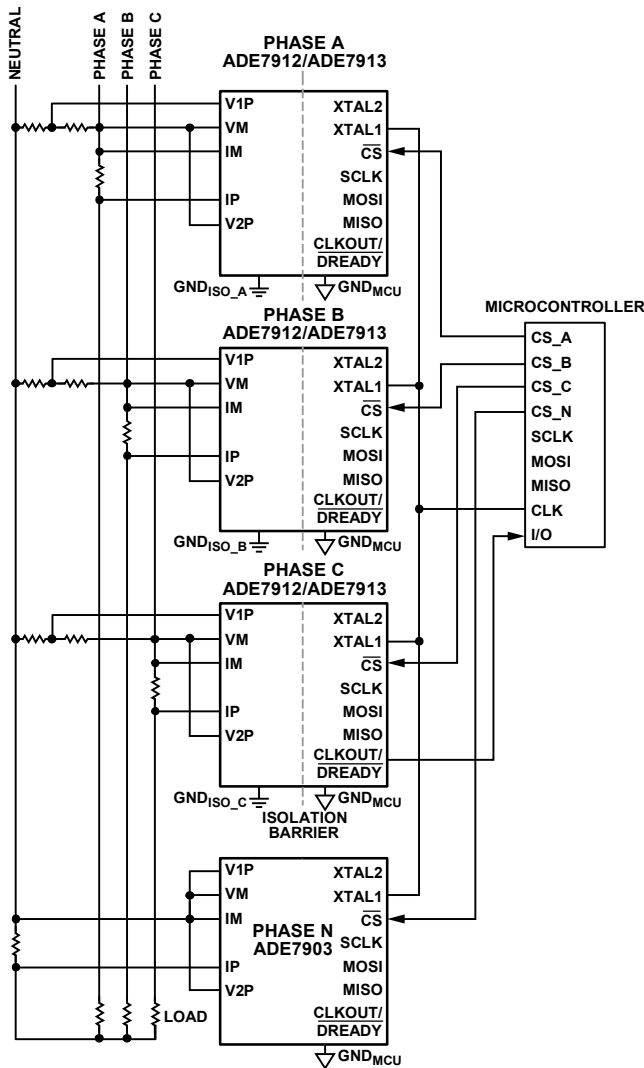 NEUTRAL
PHASE A
PHASE B
PHASE C
PHASE A
ADE7912/ADE7913
V1P
VM
IM
IP
V2P
XTAL2
XTAL1
CS
SCLK
MOSI
MISO
CLKOUT/
DREADY
GNDISO_A
GNDMCU
PHASE B
ADE7912/ADE7913
V1P
VM
IM
IP
V2P
XTAL2
XTAL1
CS
SCLK
MOSI
MISO
CLKOUT/
DREADY
GNDISO_B
GNDMCU
PHASE C
ADE7912/ADE7913
V1P
VM
IM
IP
V2P
XTAL2
XTAL1
CS
SCLK
MOSI
MISO
CLKOUT/
DREADY
GNDISO_C
GNDMCU
ISOLATION
BARRIER
V1P
VM
IM
IP
V2P
PHASE N
ADE7903
XTAL2
XTAL1
CS
SCLK
MOSI
MISO
CLKOUT/
DREADY
GNDMCU
LOAD
MICROCONTROLLER
CS_A
CS_B
CS_C
CS_N
SCLK
MOSI
MISO
CLK
I/O